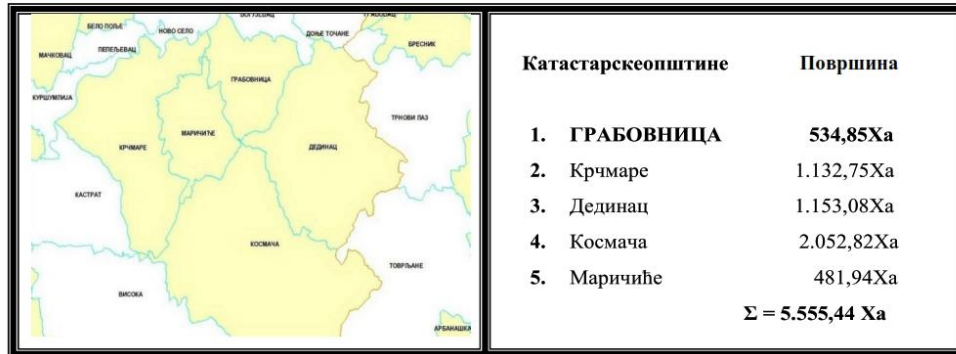 БЕЛО ПОЉЕ
НОВО СЕЛО
ДОЊЕ ТОЧАНЕ
БРЕСНИК
МАЧКОВАЦ
ПЕПЕЉЕВАЦ
ГРАБОВНИЦА
КУРШУМЛИЈА
ТРНОВИ ЛАЗ
МАРИЧИЋЕ
КРЧМАРЕ
ДЕДИНАЦ
КАСТРАТ
КОСМАЧА
ТОВРЉАНЕ
ВИСОКА
АРБАНАШКА
Катастарскеопштине Површина
1. ГРАБОВНИЦА 534,85Ха
2. Крчмаре 1.132,75Ха
3. Дединац 1.153,08Ха
4. Космача 2.052,82Ха
5. Маричиће 481,94Ха
Σ = 5.555,44 Ха